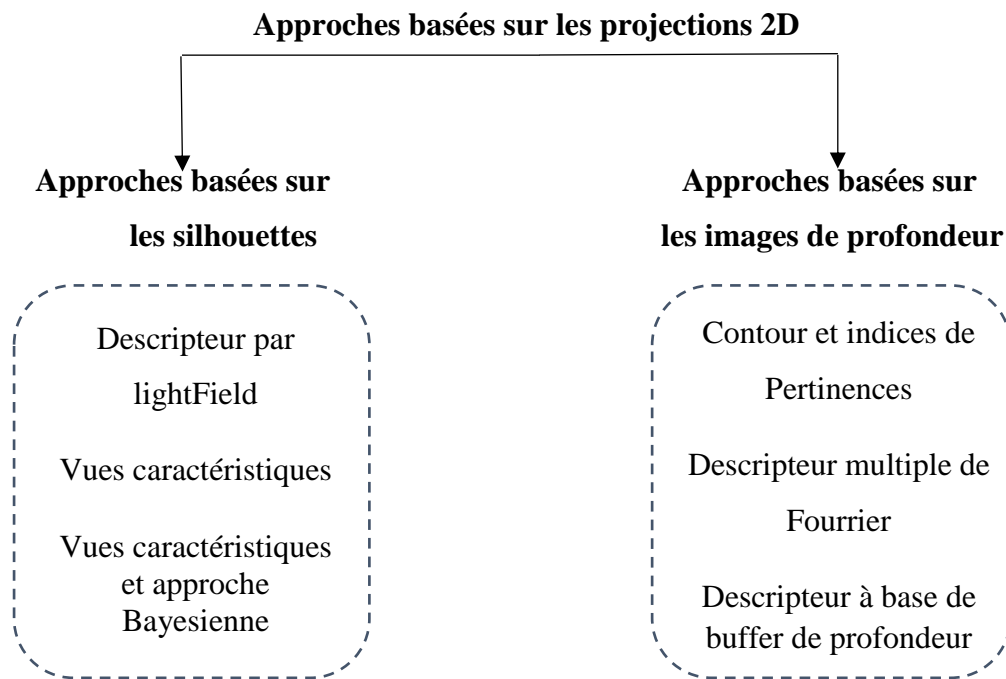 Approches basées sur les projections 2D
Approches basées sur
les silhouettes
Descripteur par
lightField
Vues caractéristiques
Vues caractéristiques
et approche
Bayesienne
Approches basées sur
les images de profondeur
Contour et indices de
Pertinences
Descripteur multiple de
Fourrier
Descripteur à base de
buffer de profondeur